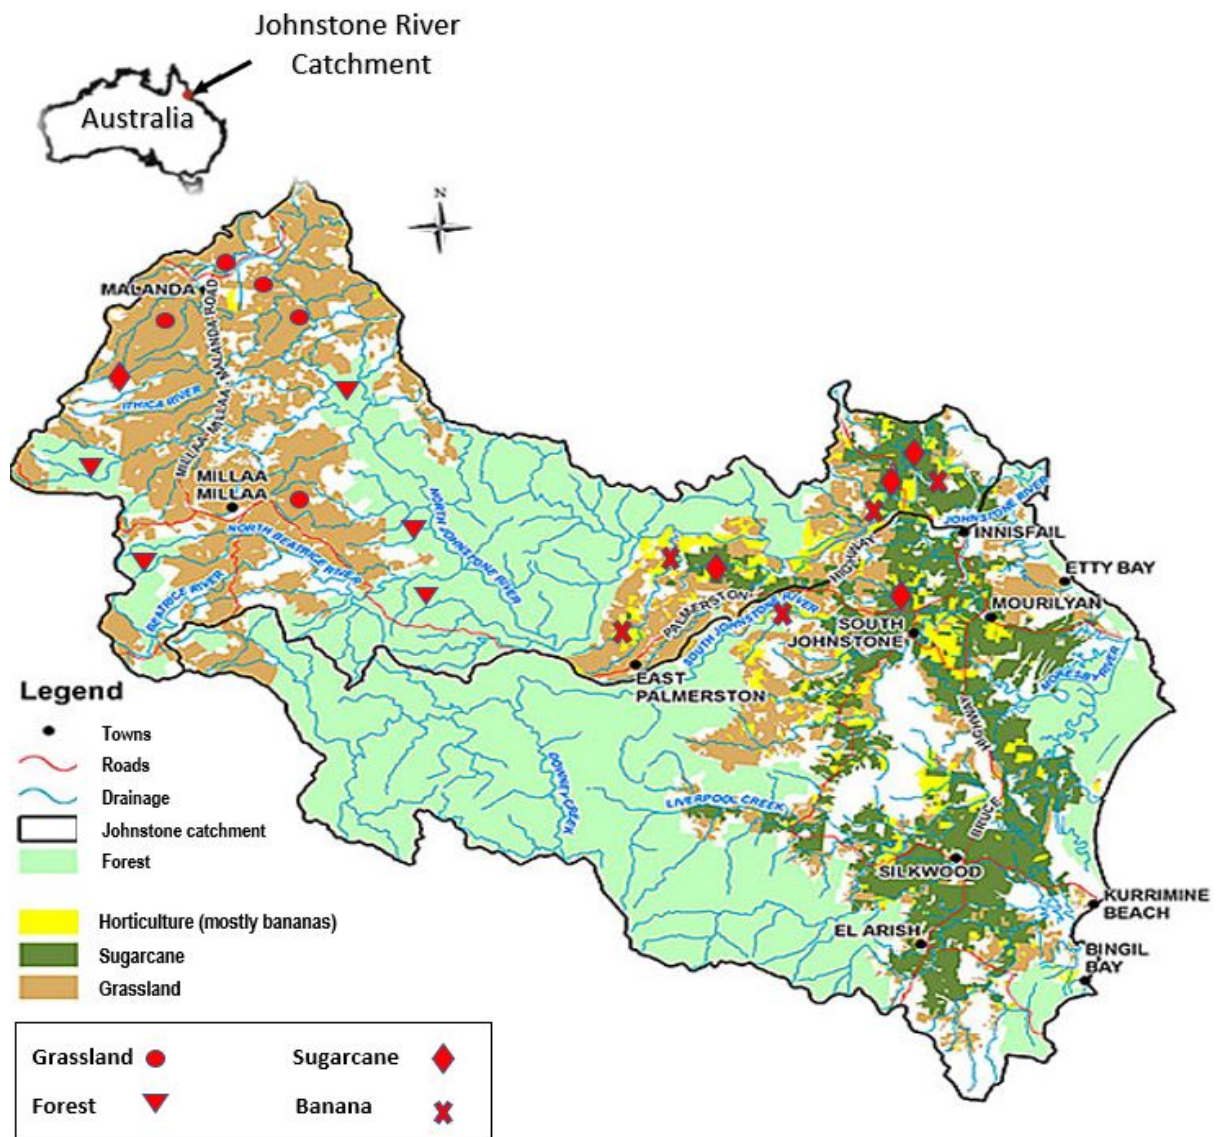 Johnstone River
Catchment
Australia
N
MALANDA
MILLAA MILLAA - MALANDA ROAD
ITHICA RIVER
MILLAA
MILLAA
NORTH BEATRICE RIVER
NORTH JOHNSTONE RIVER
BEATRICE RIVER
JOHNSTONE RIVER
INNISFAIL
HIGHWAY
ETTY BAY
PALMERSTON
SOUTH JOHNSTONE RIVER
MOURILYAN
SOUTH
JOHNSTONE
EAST
PALMERSTON
MORESBY
RIVER
HIGHWAY
DOWNEY CREEK
LIVERPOOL CREEK
BRUCE
SILKWOOD
KURRIMINE
BEACH
EL ARISH
BINGIL
BAY
Legend
Towns
Roads
Drainage
Johnstone catchment
Forest
Horticulture (mostly bananas)
Sugarcane
Grassland
Grassland
Sugarcane
Forest
Banana